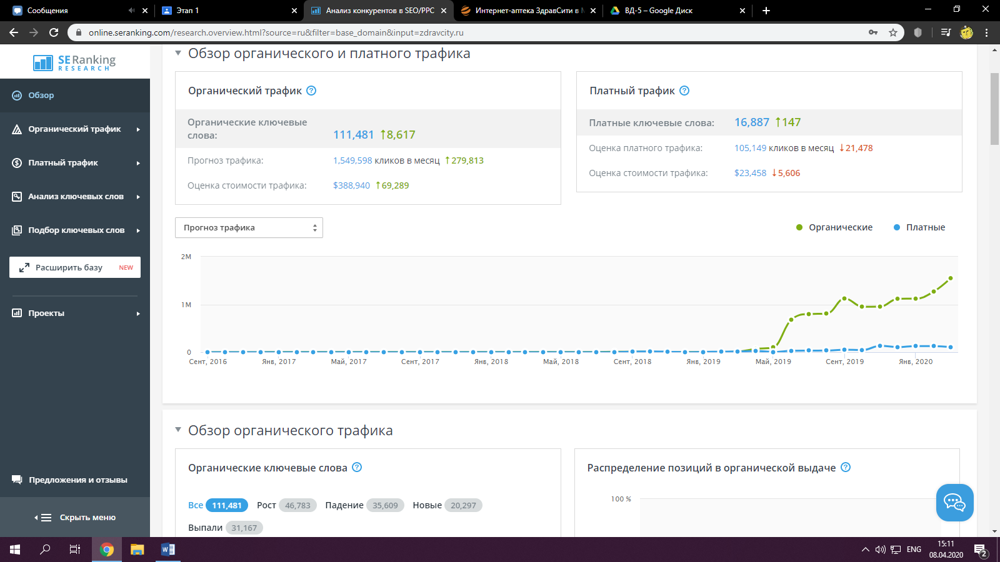 Сообщения
Этап 1
Анализ конкурентов в SEO/PPC
Интернет-аптека ЗдравСити в М
ВД-5 – Google Диск
online.seranking.com/research.overview.html?source=ru&filter=base_domain&input=zdravcity.ru
SE Ranking
RESEARCH
Обзор
Органический трафик
Платный трафик
Анализ ключевых слов
Подбор ключевых слов
Расширить базу NEW
Проекты
Предложения и отзывы
Скрыть меню
Обзор органического и платного трафика
Органический трафик ?
Органические ключевые
слова: 111,481 ↑8,617
Прогноз трафика: 1,549,598 кликов в месяц ↑279,813
Оценка стоимости трафика: $388,940 ↑69,289
Платный трафик ?
Платные ключевые слова: 16,887 ↑147
Оценка платного трафика: 105,149 кликов в месяц ↓21,478
Оценка стоимости трафика: $23,458 ↓5,606
Прогноз трафика
Органические Платные
2M
1M
0
Сент, 2016 Янв, 2017 Май, 2017 Сент, 2017 Янв, 2018 Май, 2018 Сент, 2018 Янв, 2019 Май, 2019 Сент, 2019 Янв, 2020
Обзор органического трафика
Органические ключевые слова ?
Все 111,481 Рост 46,783 Падение 35,609 Новые 20,297
Выпали 31,167
Распределение позиций в органической выдаче ?
100 %
ENG
15:11
08.04.2020
2